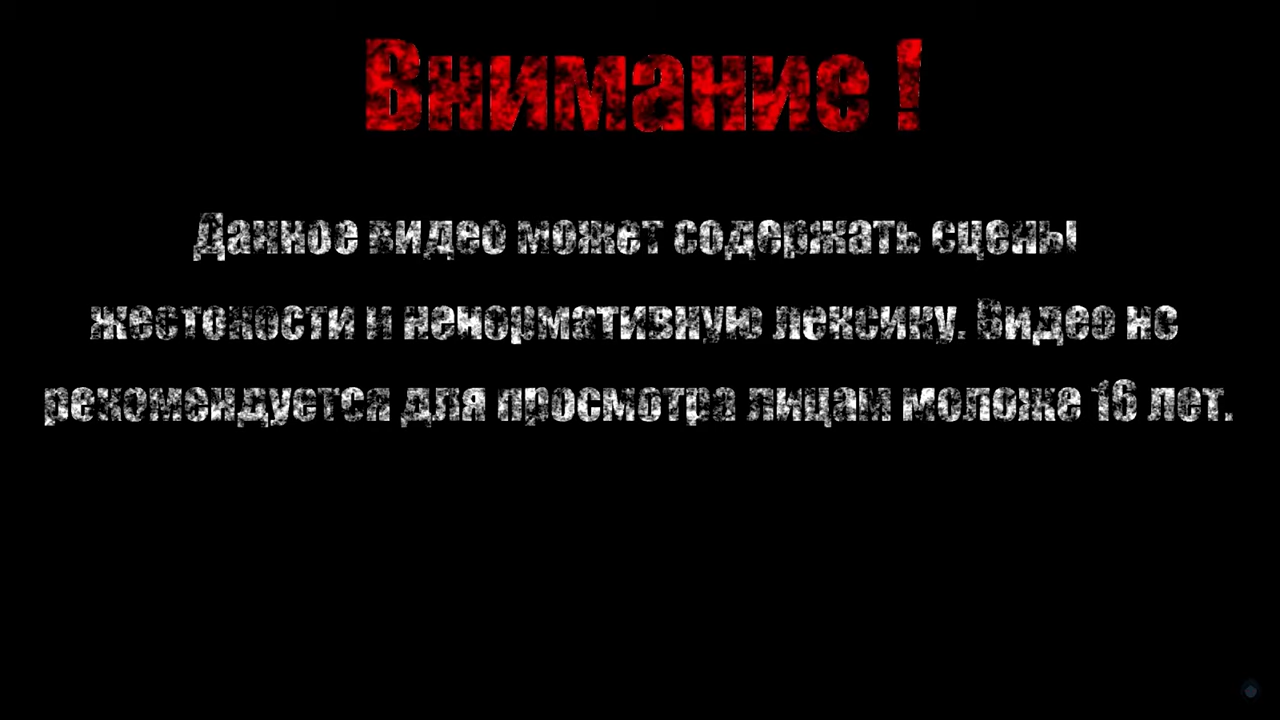 Внимание !
Данное видео может содержать сцены
жестокости и ненормативную лексику. Видео не
рекомендуется для просмотра лицам моложе 16 лет.